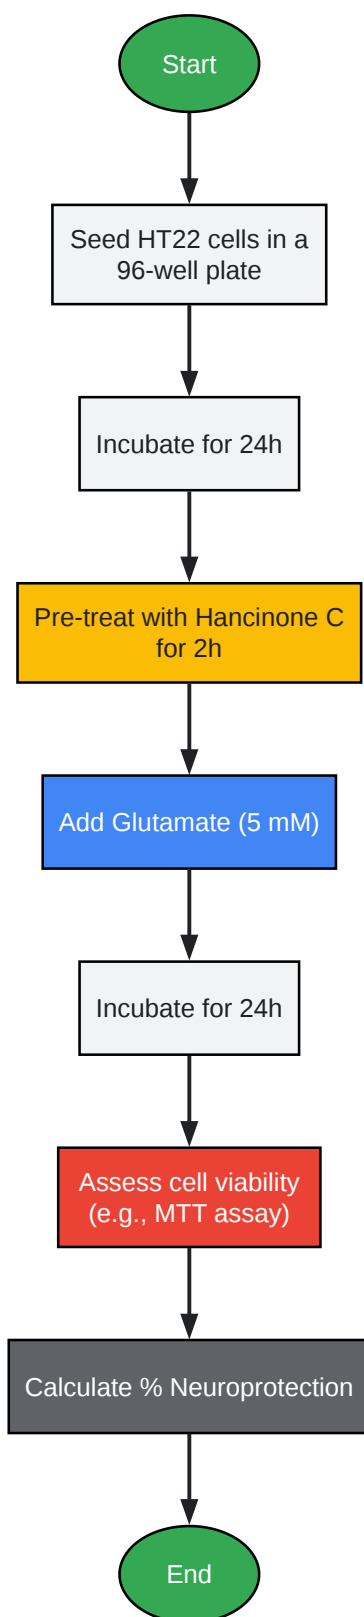 Start
Seed HT22 cells in a
96-well plate
Incubate for 24h
Pre-treat with Hancinone C
for 2h
Add Glutamate (5 mM)
Incubate for 24h
Assess cell viability
(e.g., MTT assay)
Calculate % Neuroprotection
End